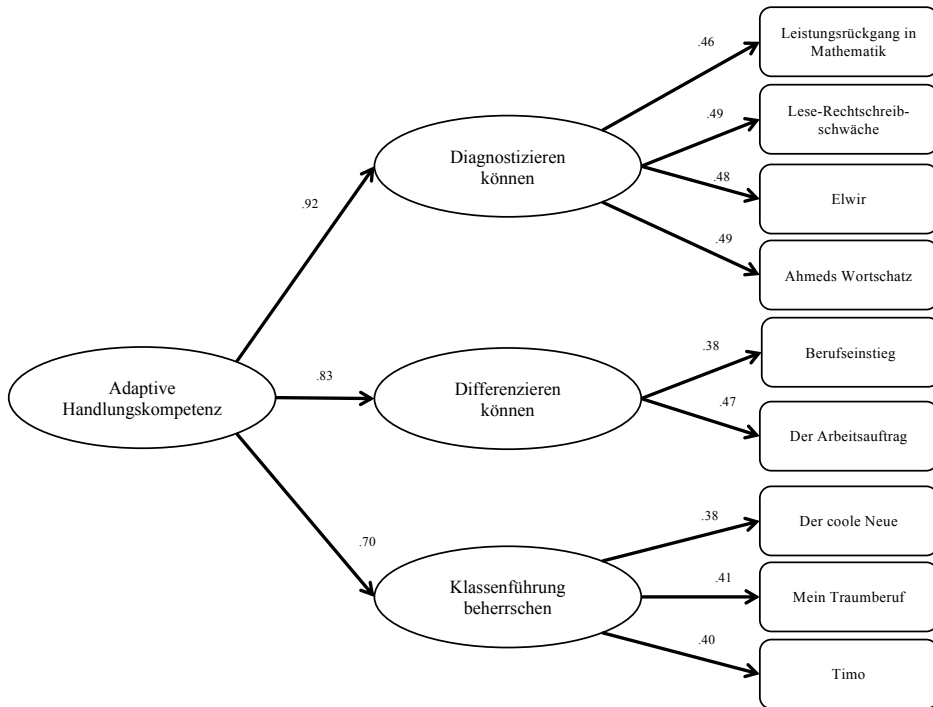 .46
Leistungsrückgang in
Mathematik
.49
Lese-Rechtschreib-
schwäche
Diagnostizieren
können
.48
Elwir
.92
.49
Ahmeds Wortschatz
.38
Berufseinstieg
Adaptive
Handlungskompetenz
.83
Differenzieren
können
.47
Der Arbeitsauftrag
.38
Der coole Neue
.70
Klassenführung
beherrschen
.41
Mein Traumberuf
.40
Timo